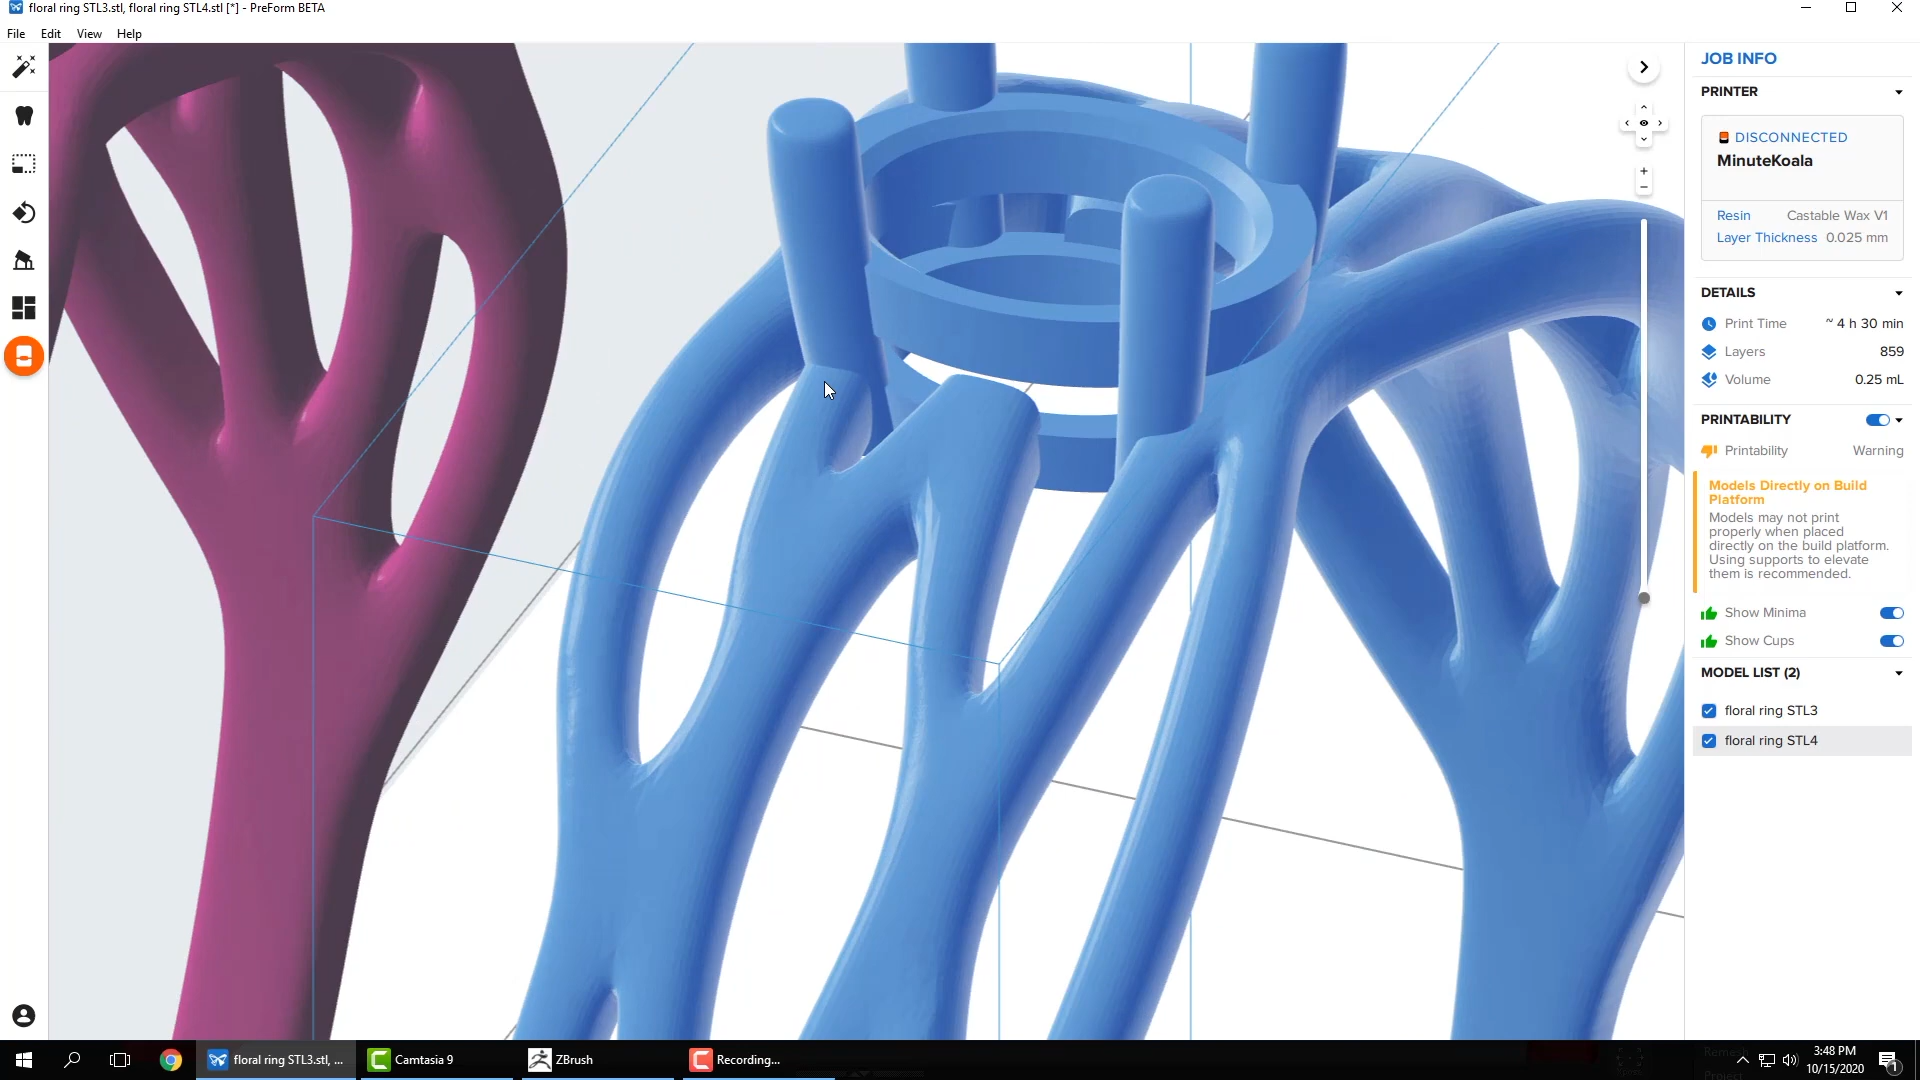 floral ring STL3.stl, floral ring STL4.stl [*] - PreForm BETA
File Edit View Help
JOB INFO
PRINTER
DISCONNECTED
MinuteKoala
Resin Castable Wax V1
Layer Thickness 0.025 mm
DETAILS
Print Time ~ 4 h 30 min
Layers 859
Volume 0.25 mL
PRINTABILITY
Printability Warning
Models Directly on Build
Platform
Models may not print
properly when placed
directly on the build platform.
Using supports to elevate
them is recommended.
Show Minima
Show Cups
MODEL LIST (2)
floral ring STL3
floral ring STL4
floral ring STL3.stl, ... Camtasia 9 ZBrush Recording...
3:48 PM
10/15/2020
1